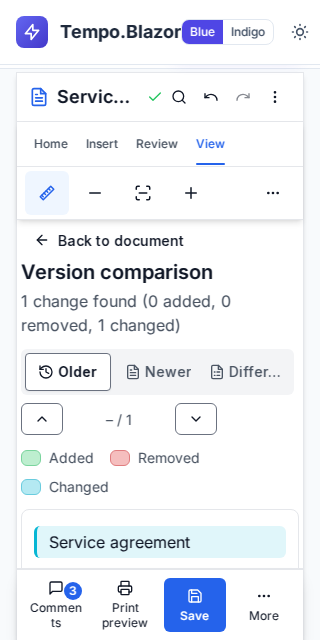 Tempo.Blazor Blue Indigo
Servic...
Home Insert Review View
Back to document
Version comparison
1 change found (0 added, 0
removed, 1 changed)
Older Newer Differ...
– / 1
Added Removed
Changed
Service agreement
Commen
ts
3
Print
preview
Save
More